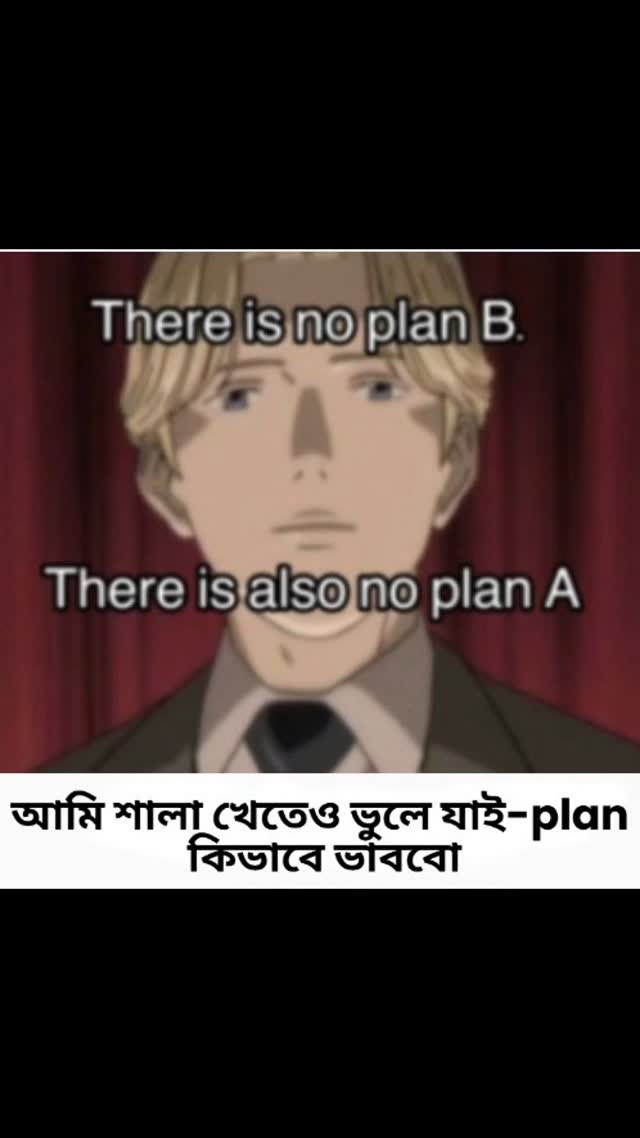 There is no plan B.
There is also no plan A
আমি শালা খেতেও ভুলে যাই-plan
কিভাবে ভাববো